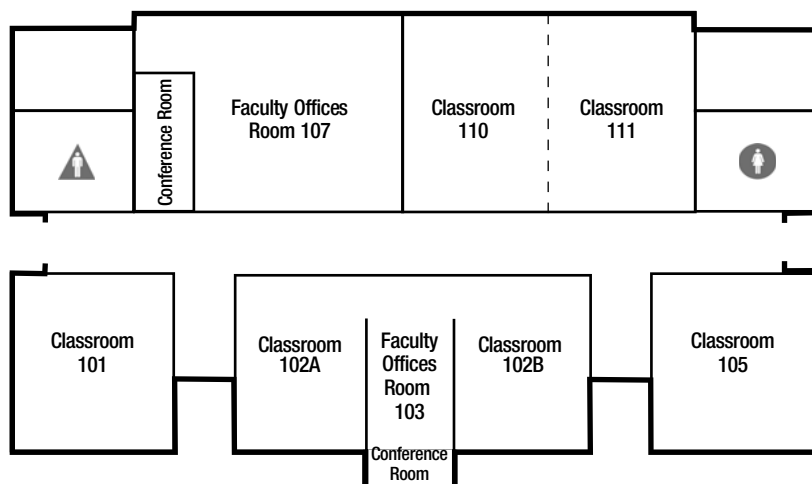 Conference Room
Faculty Offices
Room 107
Classroom
110
Classroom
111
Classroom
101
Classroom
102A
Faculty
Offices
Room
103
Conference
Room
Classroom
102B
Classroom
105